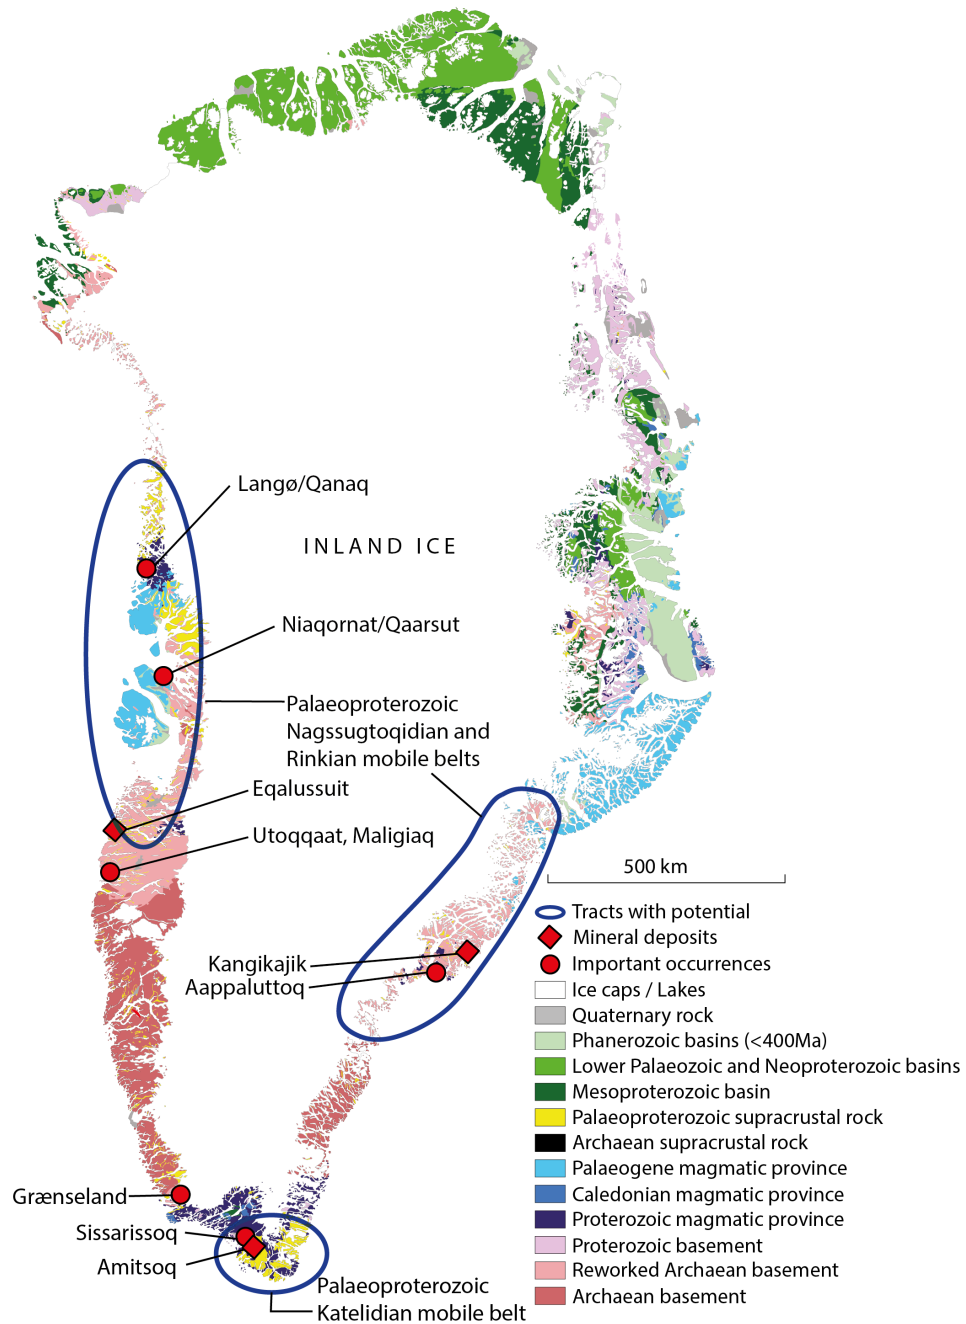 Langø/Qanaq
INLAND ICE
Niaqornat/Qaarsut
Palaeoproterozoic
Nagssugtoqidian and
Rinkian mobile belts
Eqalussuit
Utoqqaat, Maligiaq
500 km
Tracts with potential
Mineral deposits
Kangikajik
Important occurrences
Aappaluttoq
Ice caps / Lakes
Quaternary rock
Phanerozoic basins (<400Ma)
Lower Palaeozoic and Neoproterozoic basins
Mesoproterozoic basin
Palaeoproterozoic supracrustal rock
Archaean supracrustal rock
Palaeogene magmatic province
Caledonian magmatic province
Proterozoic magmatic province
Proterozoic basement
Reworked Archaean basement
Archaean basement
Grænseland
Sissarissoq
Amitsoq
Palaeoproterozoic
Katelidian mobile belt